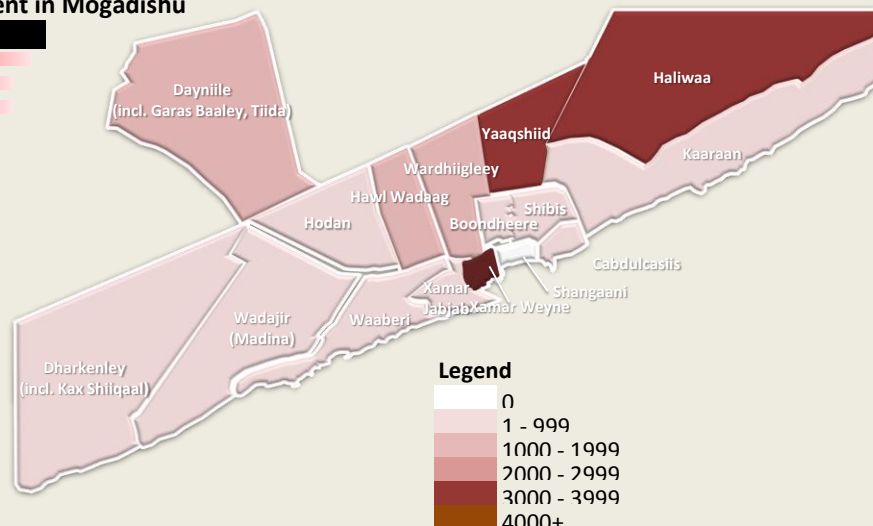 ent in Mogadishu
Dayniile
(incl. Garas Baaley, Tiida)
Haliwaa
Yaaqshiid
Kaaraan
Wardhiigleey
Hawl Wadaag
Shibis
Hodan
Boondheere
Cabdulcasiis
Xamar
Jabjab
Shangaani
Xamar Weyne
Wadajir
(Madina)
Waaberi
Dharkenley
(incl. Kax Shiiqaal)
Legend
0
1 - 999
1000 - 1999
2000 - 2999
3000 - 3999
4000+